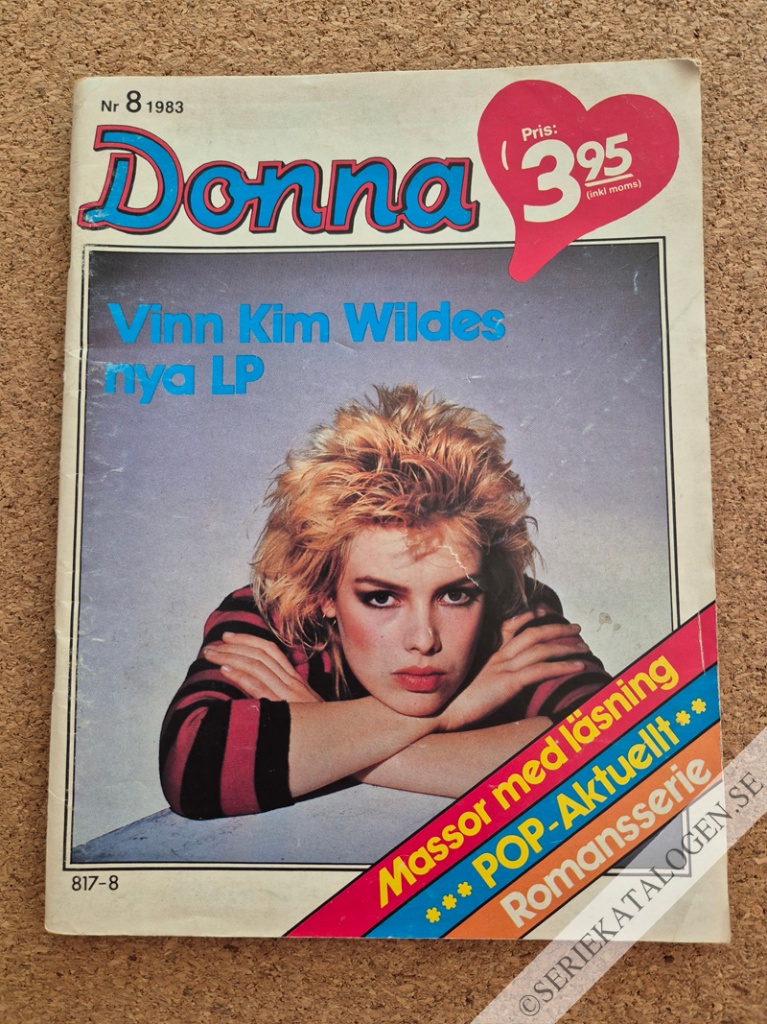 Nr 8 1983
Donna
Pris:
3 95
(inkl moms)
Vinn Kim Wildes
nya LP
Massor med läsning
*** POP-Aktuellt **
Romansserie
817-8
©SERIEKATALOGEN.SE